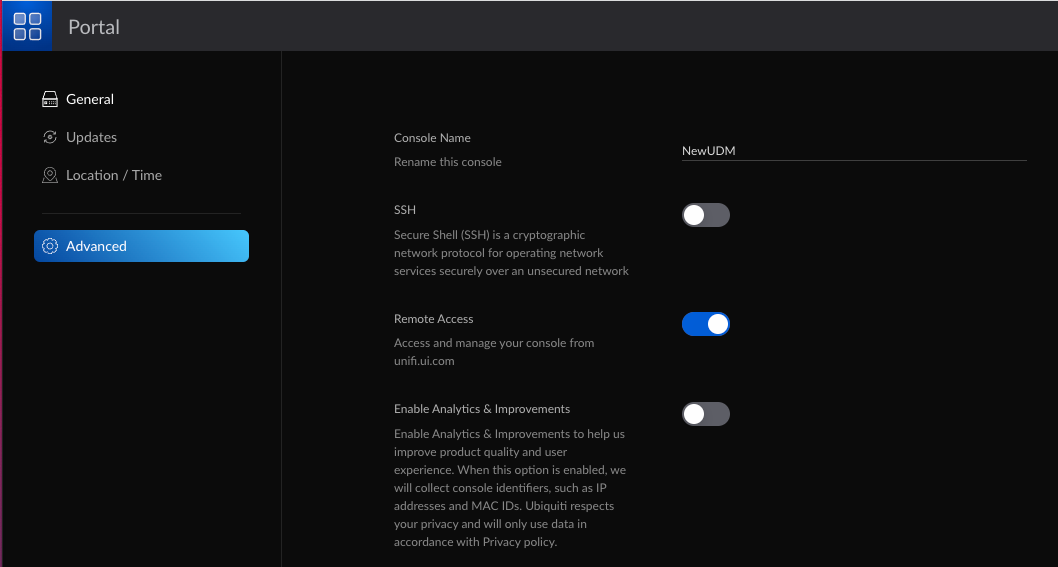 Portal
General
Updates
Location / Time
Advanced
Console Name
Rename this console
NewUDM
SSH
Secure Shell (SSH) is a cryptographic
network protocol for operating network
services securely over an unsecured network
Remote Access
Access and manage your console from
unifi.ui.com
Enable Analytics & Improvements
Enable Analytics & Improvements to help us
improve product quality and user
experience. When this option is enabled, we
will collect console identifiers, such as IP
addresses and MAC IDs. Ubiquiti respects
your privacy and will only use data in
accordance with Privacy policy.